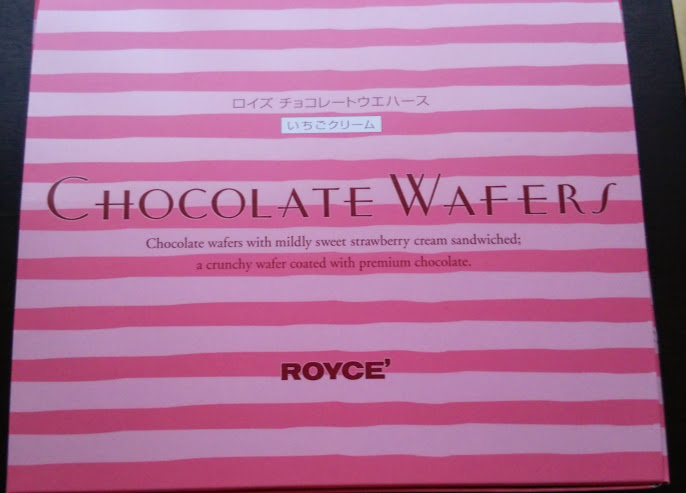 ロイズ チョコレートウエハース
いちごクリーム
CHOCOLATE WAFERS
Chocolate wafers with mildly sweet strawberry cream sandwiched;
a crunchy wafer coated with premium chocolate.
ROYCE'